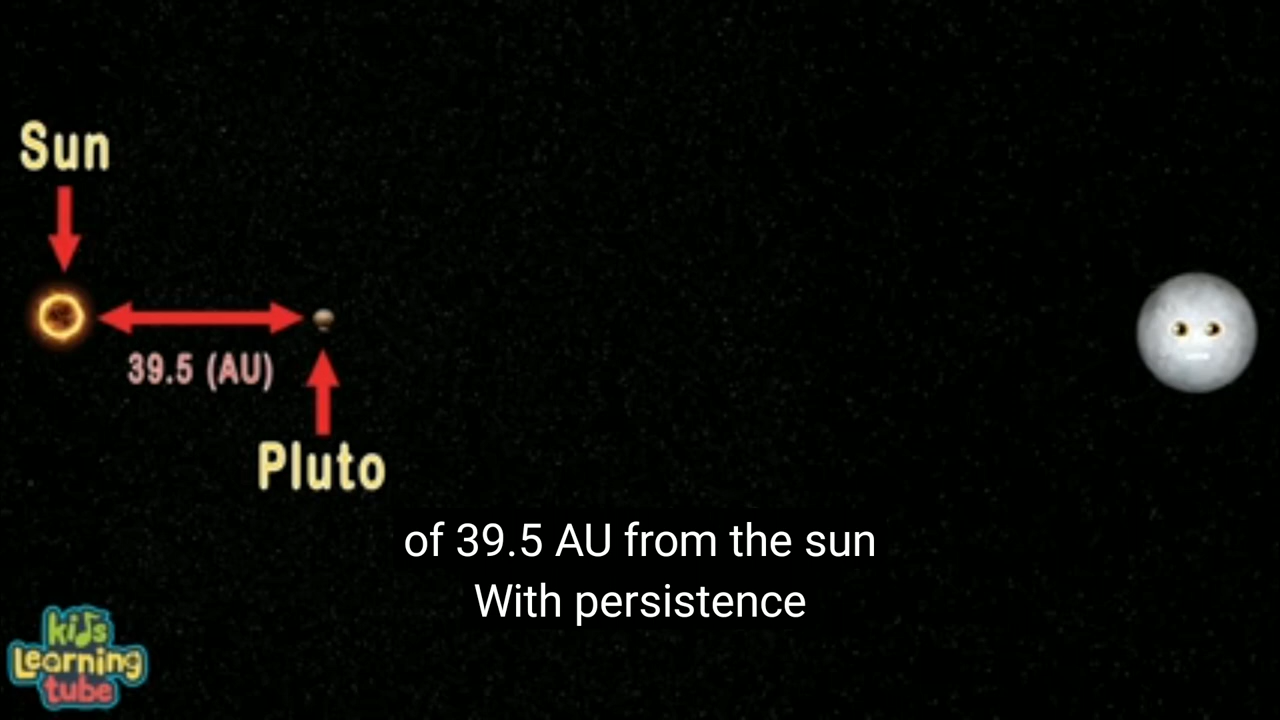 Sun
39.5 (AU)
Pluto
of 39.5 AU from the sun
With persistence
kids
Learning
tube